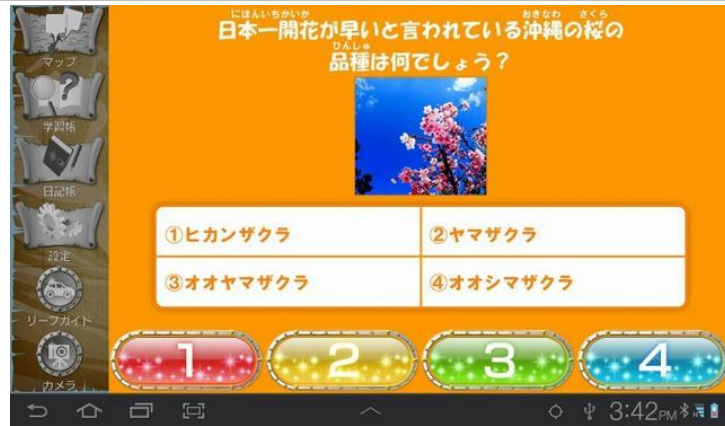 にほんいちかいか
おきなわ
さくら
日本一開花が早いと言われている沖縄の桜の
ひんしゅ
品種は何でしょう？
マップ
学習帳
日記帳
設定
リーフガイド
カメラ
①ヒカンザクラ
②ヤマザクラ
③オオヤマザクラ
④オオシマザクラ
1
2
3
4
3:42PM